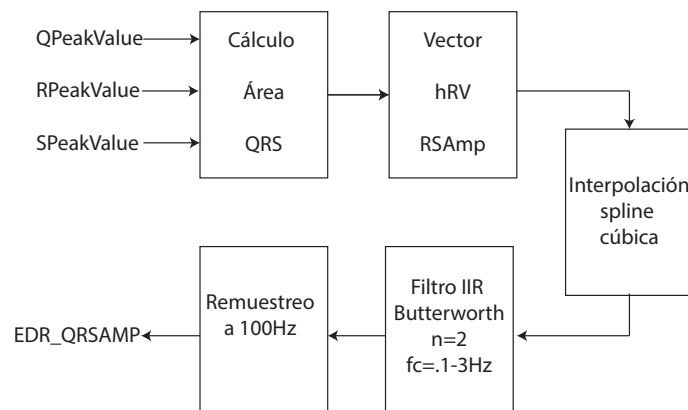 QPeakValue
RPeakValue
SPeakValue
Cálculo
Área
QRS
Vector
hRV
RSAmp
Interpolación
spline
cúbica
Filtro IIR
Butterworth
n=2
fc=.1-3Hz
Remuestreo
a 100Hz
EDR_QRSAMP